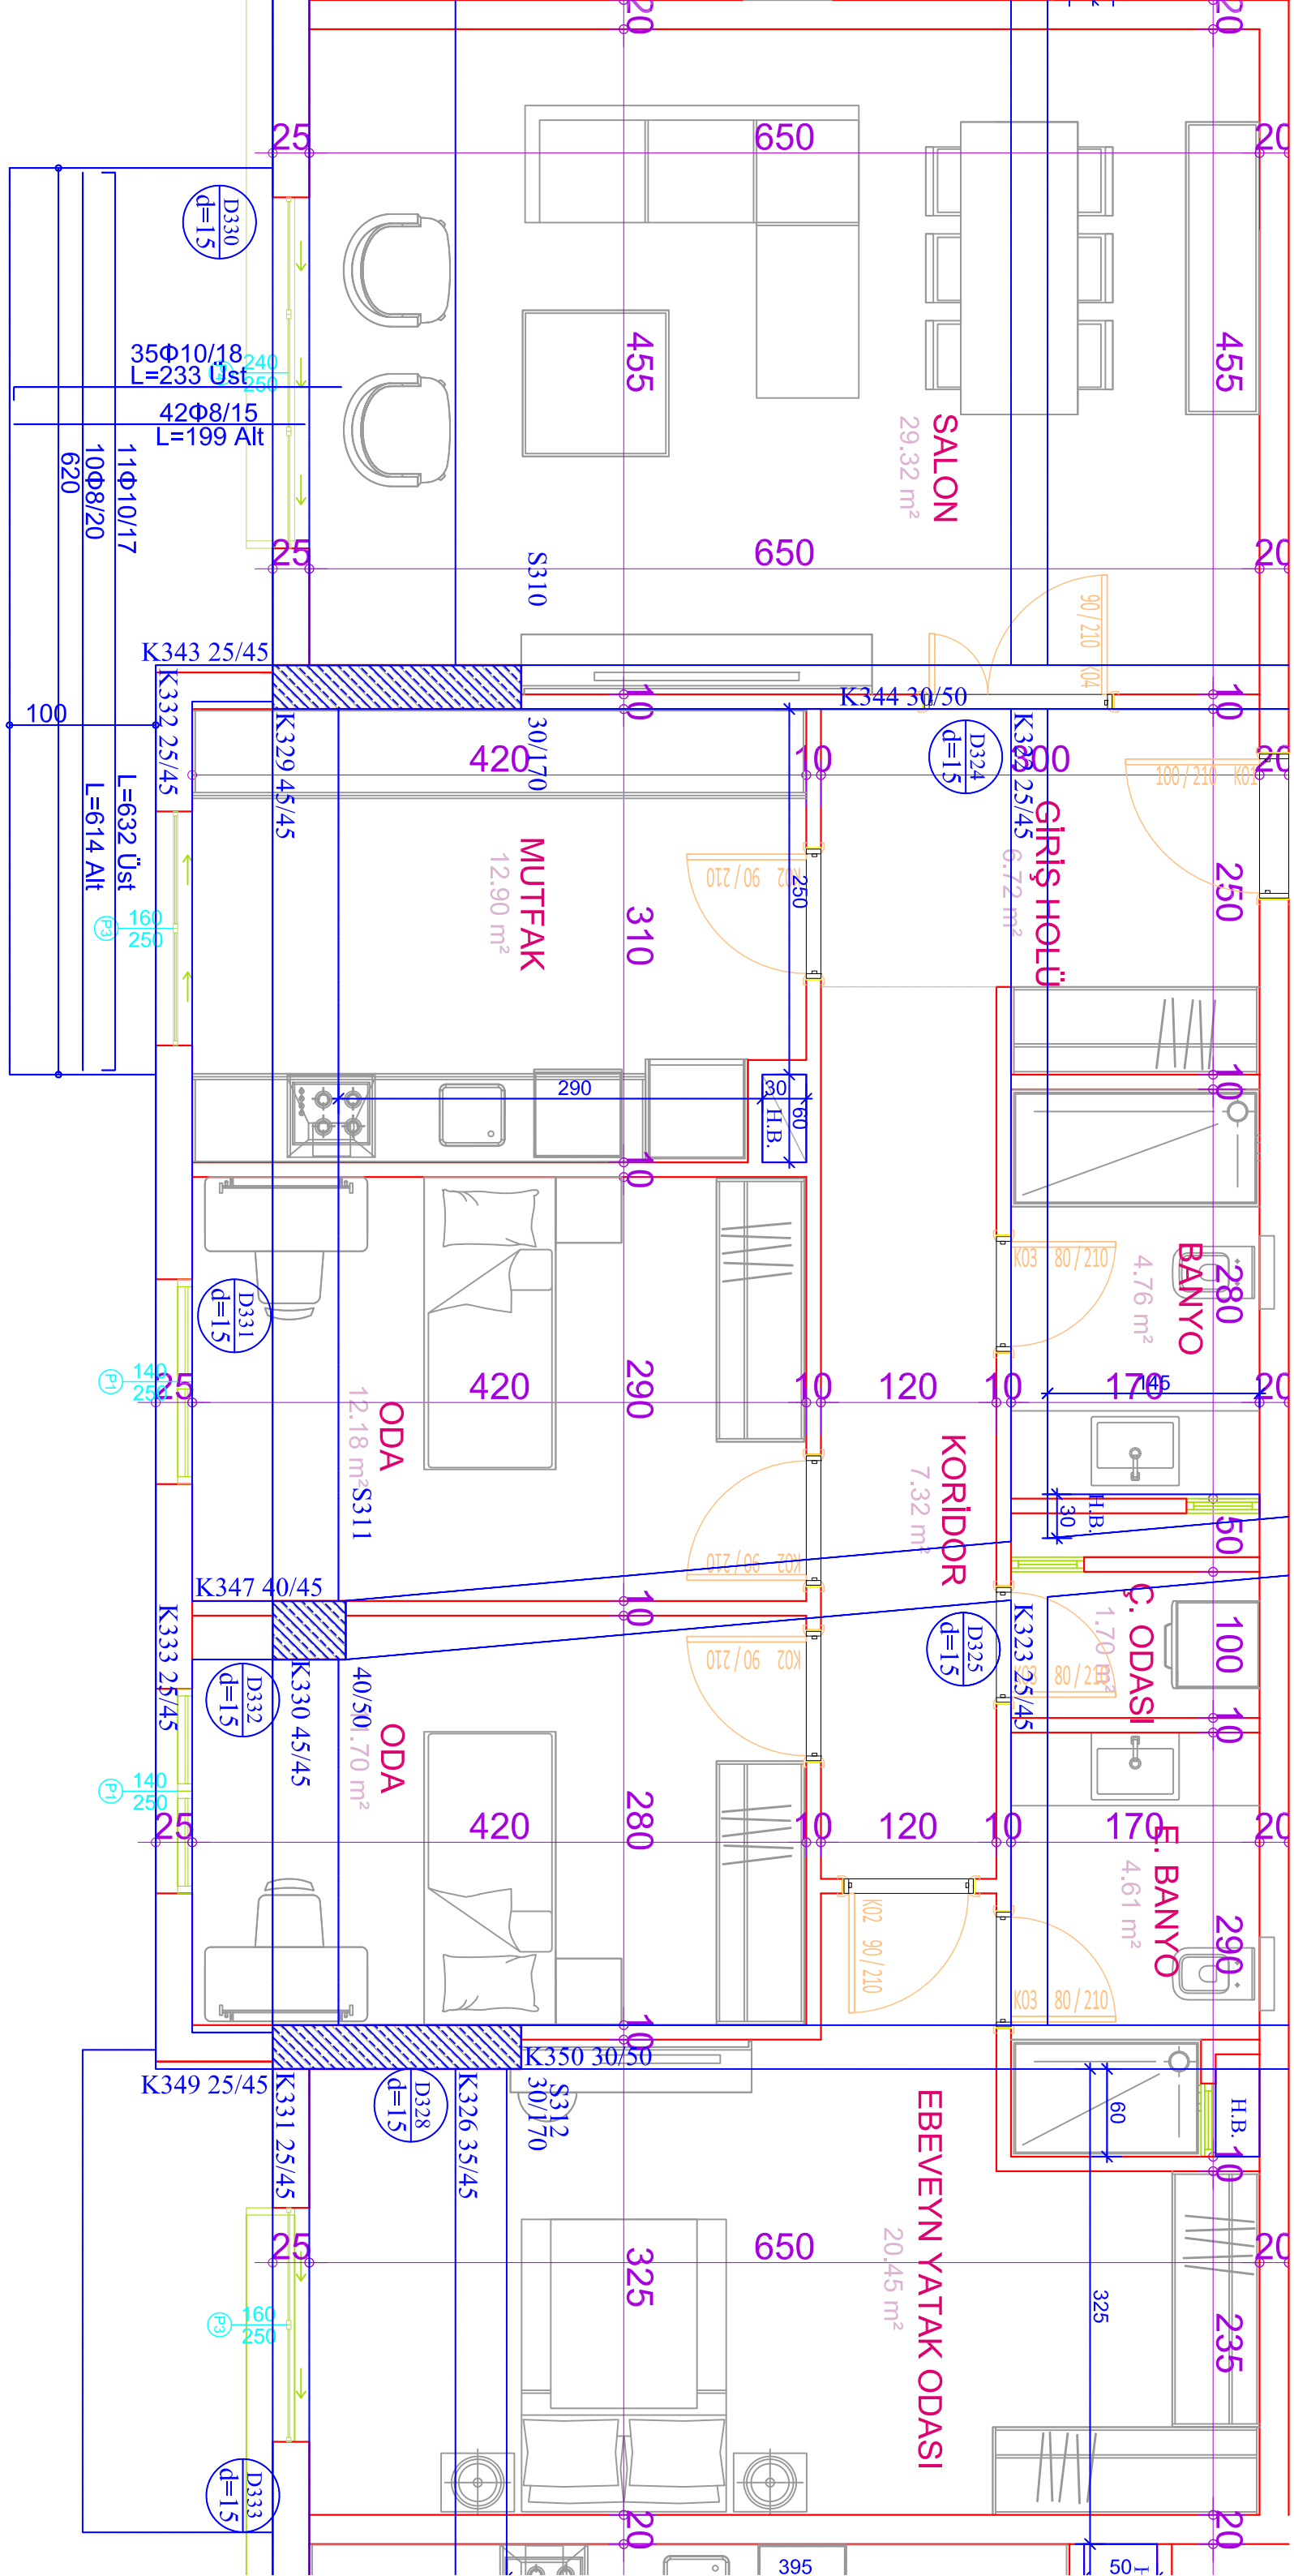 20
20
25
650
20
D330
d=15
455
455
35Φ10/18
L=233 Üst
240
250
42Φ8/15
L=199 Alt
SALON
29.32 m²
11Φ10/17
10Φ8/20
620
25
650
20
S310
90 / 210 K04
K343 25/45
K332 25/45
100
10
K344 30/50
10
K329 45/45
30/170
420
10
D324
d=15
K322 25/45
300
100 / 210 K01
20
L=632 Üst
L=614 Alt
MUTFAK
12.90 m²
K02 90 / 210
250
GİRİŞ HOLÜ
6.72 m²
250
310
P3
160
250
290
30
60
H.B.
10
10
BANYO
4.76 m²
280
K03 80 / 210
D331
d=15
P1
140
250
25
420
290
10
120
10
170
145
20
ODA
12.18 m²
S311
KORİDOR
7.32 m²
H.B.
30
50
K02 90 / 210
K347 40/45
10
K333 25/45
D332
d=15
K330 45/45
40/50
ODA
K02 90 / 210
D325
d=15
K323 25/45
Ç. ODASI
1.70 m²
K03 80 / 210
100
10
P1
140
250
25
420
280
10
120
10
170
20
E. BANYO
4.61 m²
290
K02 90 / 210
K03 80 / 210
10
K350 30/50
K349 25/45
K331 25/45
D328
d=15
K326 35/45
S312
30/170
60
H.B.
10
EBEVEYN YATAK ODASI
20.45 m²
25
650
20
325
325
235
P3
160
250
D333
d=15
20
20
395
50